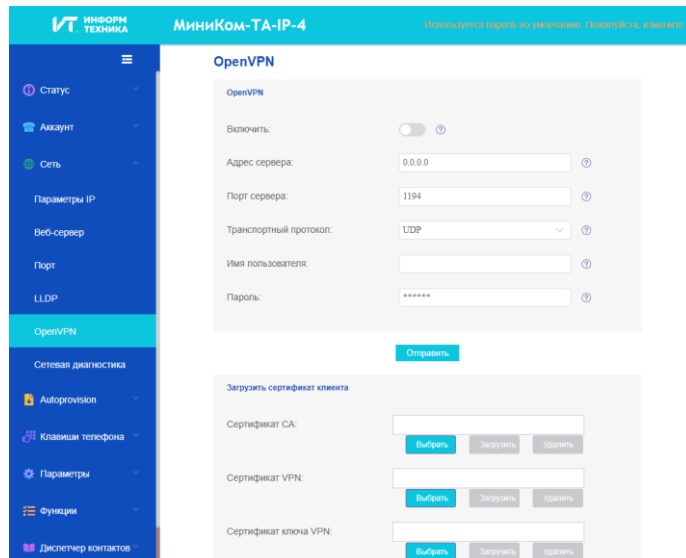 ИНФОРМ
ТЕХНИКА
МиниКом-TA-IP-4
Используется пароль по умолчанию. Пожалуйста, измените
OpenVPN
Статус
Аккаунт
Сеть
Параметры IP
Веб-сервер
Порт
LLDP
OpenVPN
Сетевая диагностика
Autoprovision
Клавиши телефона
Параметры
Функции
Диспетчер контактов
OpenVPN
Включить:
Адрес сервера: 0.0.0.0
Порт сервера: 1194
Транспортный протокол: UDP
Имя пользователя:
Пароль: ******
Отправить
Загрузить сертификат клиента
Сертификат CA:
Выбрать Загрузить Удалить
Сертификат VPN:
Выбрать Загрузить Удалить
Сертификат ключа VPN:
Выбрать Загрузить Удалить